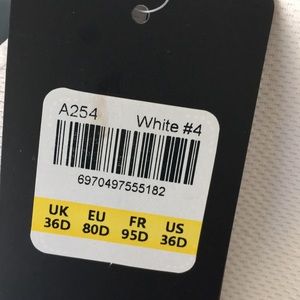 A254 White #4
6970497555182
UK EU FR US
36D 80D 95D 36D